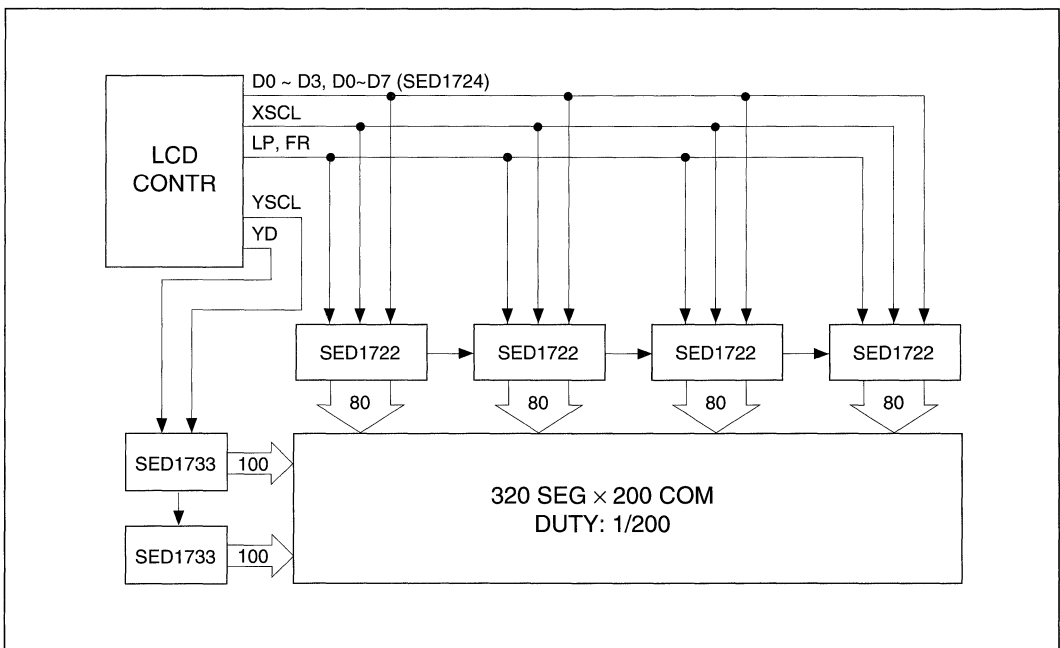 D0 ~ D3, D0~D7 (SED1724)
XSCL
LP, FR
LCD
CONTR
YSCL
YD
SED1722
SED1722
SED1722
SED1722
80
80
80
80
SED1733
100
320 SEG × 200 COM
DUTY: 1/200
SED1733
100